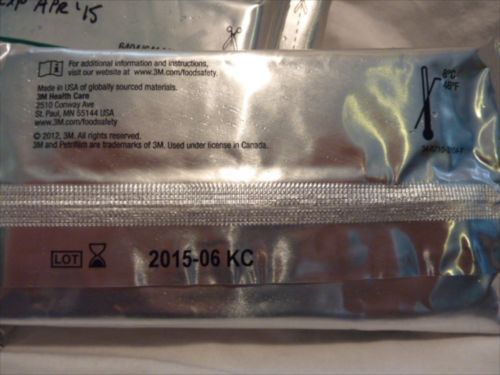 EXP APR '15
For additional information and instructions,
visit our website at www.3M.com/foodsafety.
Made in USA of globally sourced materials.
3M Health Care
2510 Conway Ave
St. Paul, MN 55144 USA
www.3M.com/foodsafety
© 2012, 3M. All rights reserved.
3M and Petrifilm are trademarks of 3M. Used under license in Canada.
8°C
46°F
LOT
2015-06 KC